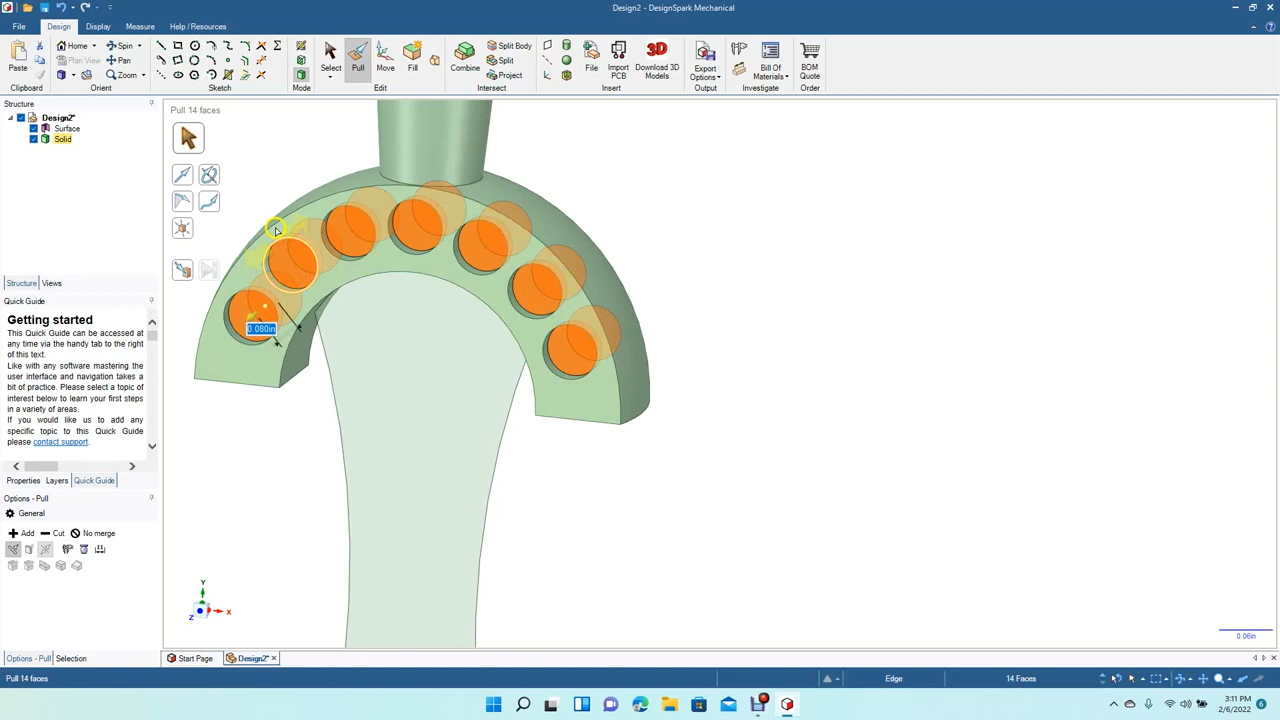 Design2 - DesignSpark Mechanical
File Design Display Measure Help / Resources
Paste Home Spin Plan View Pan Zoom Select Pull Move Fill Combine Split Body Split Project File Import PCB Download 3D Models Export Options Bill Of Materials BOM Quote
3D
Clipboard Orient Sketch Mode Edit Intersect Insert Output Investigate Order
Structure
Design2*
Surface
Solid
Pull 14 faces
0.080in
Structure Views
Quick Guide
Getting started
This Quick Guide can be accessed at
any time via the handy tab to the right
of this text.
Like with any software mastering the
user interface and navigation takes a
bit of practice. Please select a topic of
interest below to learn your first steps
in a variety of areas.
If you would like us to add any
specific topic to this Quick Guide
please contact support.
Properties Layers Quick Guide
Options - Pull
General
Add Cut No merge
Y
X
Z
0.06in
Options - Pull Selection
Start Page Design2*
Pull 14 faces Edge 14 Faces
3:11 PM
2/6/2022